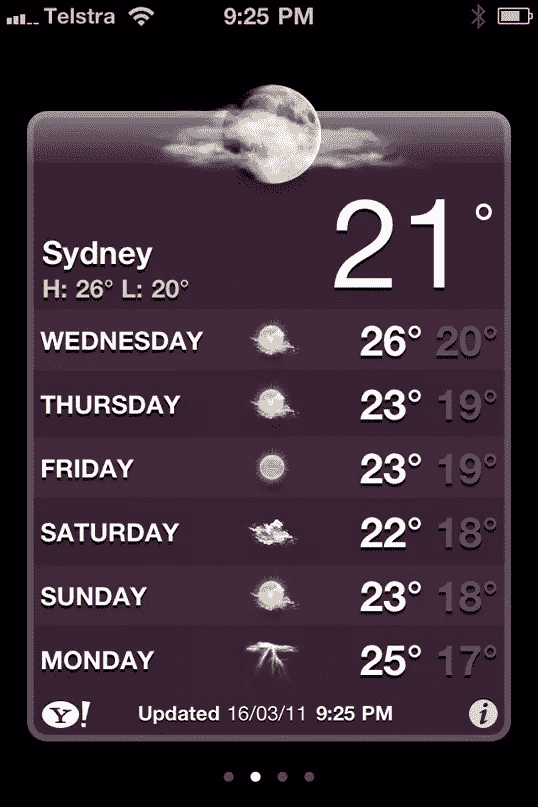 Telstra 9:25 PM
21°
Sydney
H: 26° L: 20°
WEDNESDAY 26° 20°
THURSDAY 23° 19°
FRIDAY 23° 19°
SATURDAY 22° 18°
SUNDAY 23° 18°
MONDAY 25° 17°
Y! Updated 16/03/11 9:25 PM i